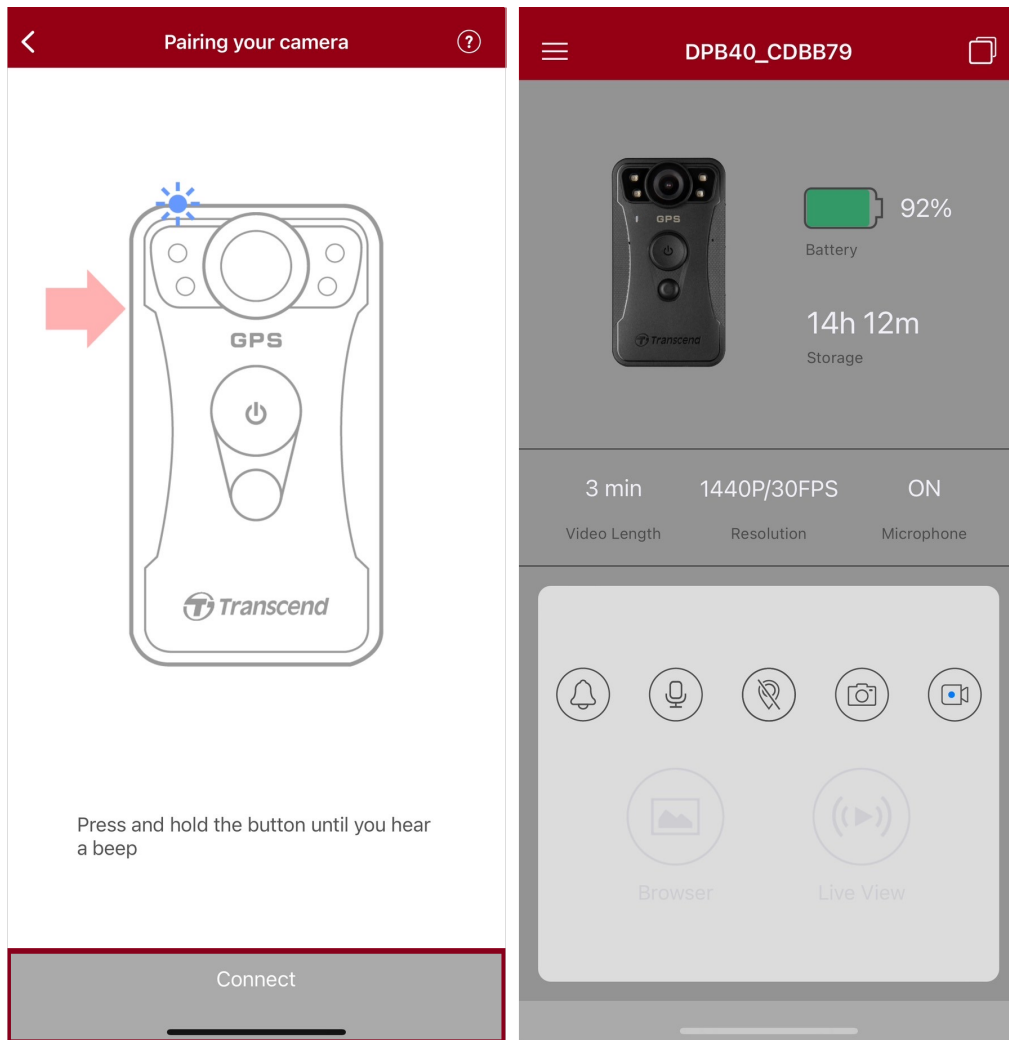 Pairing your camera
?
GPS
Transcend
Press and hold the button until you hear
a beep
Connect
DPB40_CDBB79
GPS
Transcend
92%
Battery
14h 12m
Storage
3 min
1440P/30FPS
ON
Video Length
Resolution
Microphone
Browser
Live View